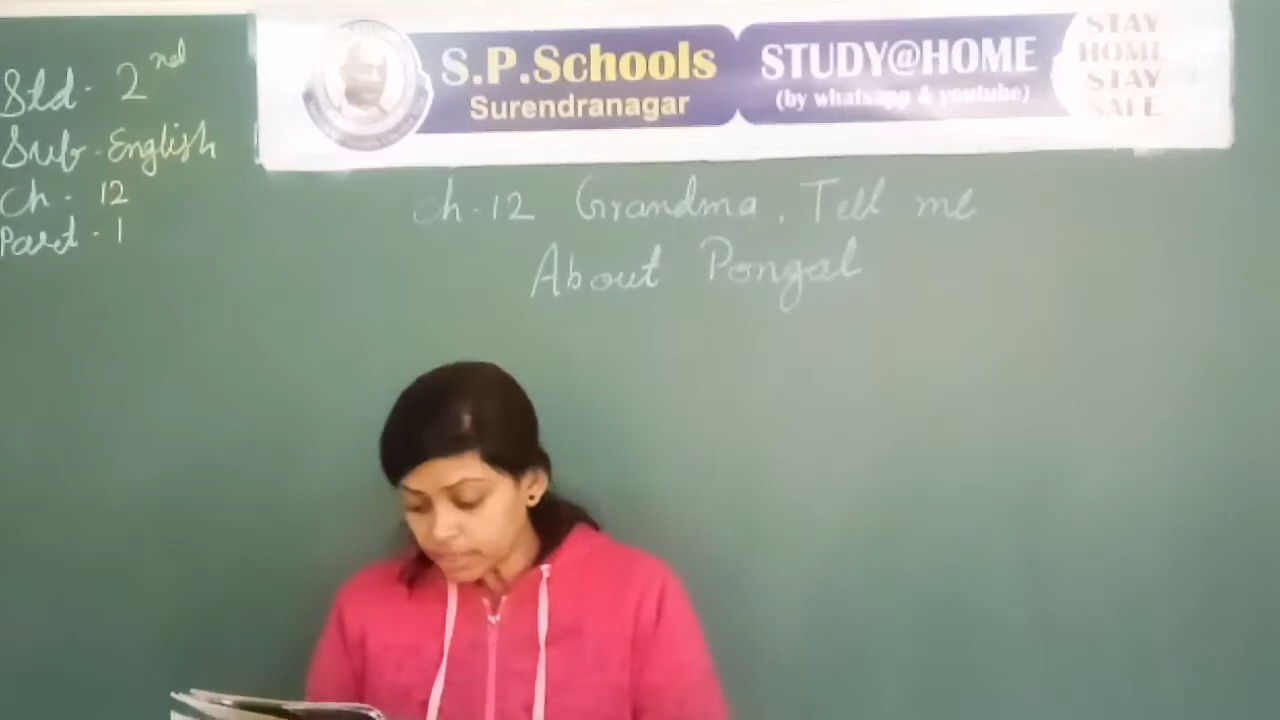 Std - 2nd
Sub - English
Ch - 12
Part - 1
S.P.Schools
Surendranagar
STUDY@HOME
(by whatsapp & youtube)
STAY
HOME
STAY
SAFE
Ch - 12 Grandma, Tell me
About Pongal